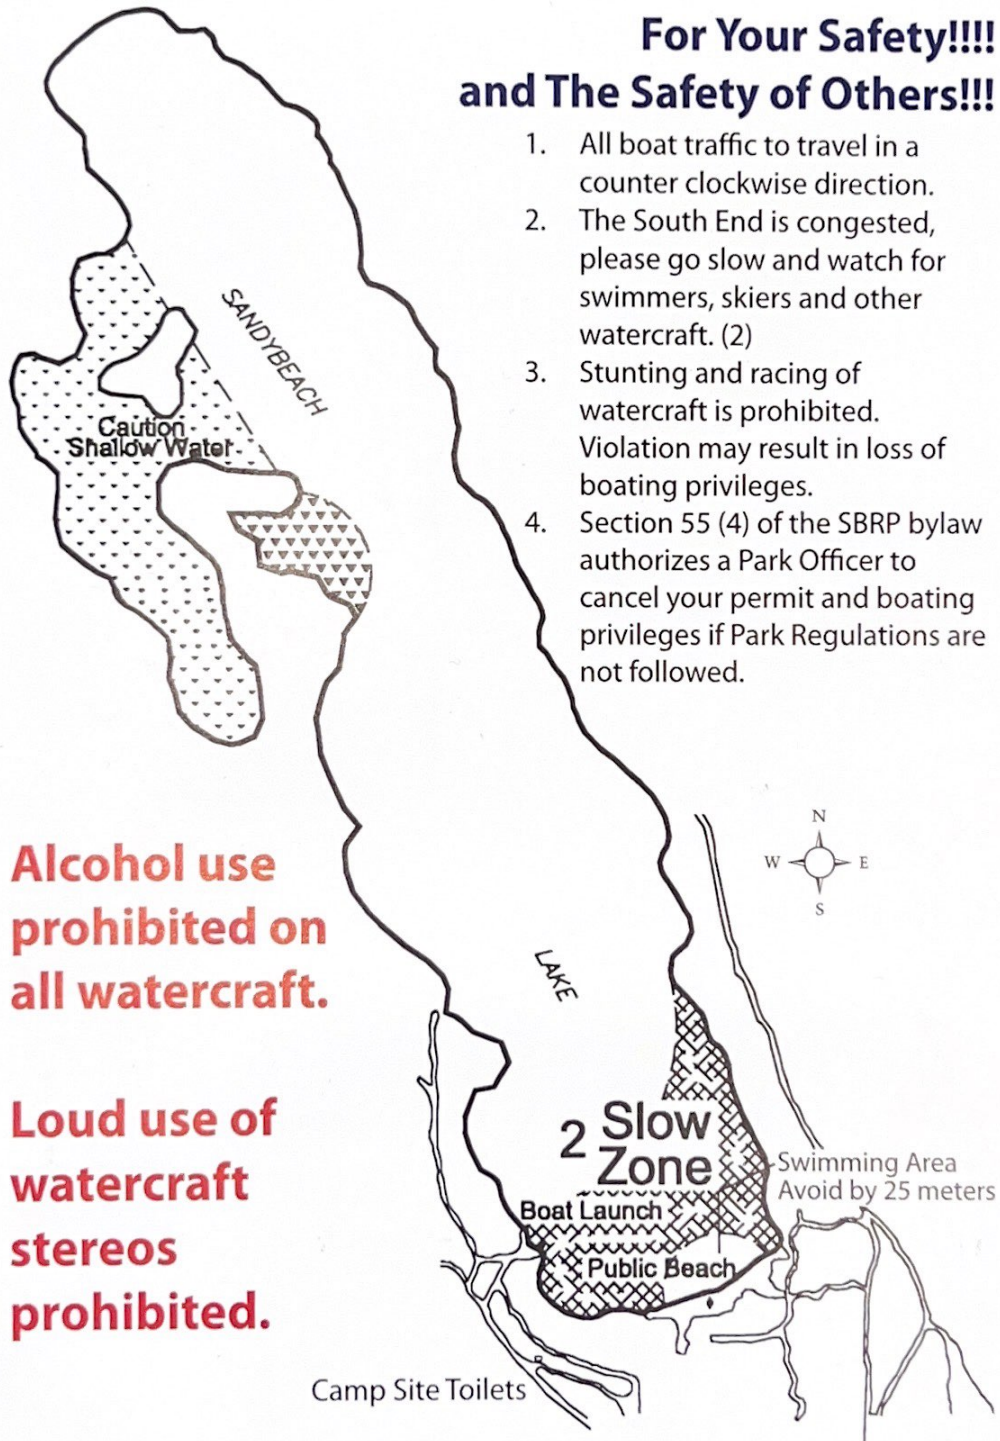 For Your Safety!!!!
and The Safety of Others!!!
1. All boat traffic to travel in a
counter clockwise direction.
2. The South End is congested,
please go slow and watch for
swimmers, skiers and other
watercraft. (2)
3. Stunting and racing of
watercraft is prohibited.
Violation may result in loss of
boating privileges.
4. Section 55 (4) of the SBRP bylaw
authorizes a Park Officer to
cancel your permit and boating
privileges if Park Regulations are
not followed.
SANDYBEACH
Caution
Shallow Water
N
W E
S
Alcohol use
prohibited on
all watercraft.
LAKE
Loud use of
watercraft
stereos
prohibited.
2 Slow
Zone
Swimming Area
Avoid by 25 meters
Boat Launch
Public Beach
Camp Site Toilets